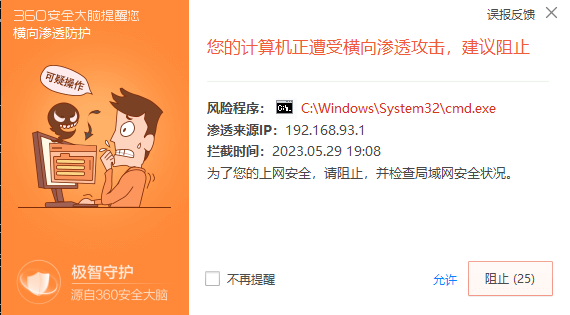 360安全大脑提醒您
横向渗透防护
误报反馈
您的计算机正遭受横向渗透攻击，建议阻止
可疑操作
风险程序： C:\Windows\System32\cmd.exe
渗透来源IP：192.168.93.1
拦截时间：2023.05.29 19:08
为了您的上网安全，请阻止，并检查局域网安全状况。
极智守护
源自360安全大脑
不再提醒
允许
阻止 (25)